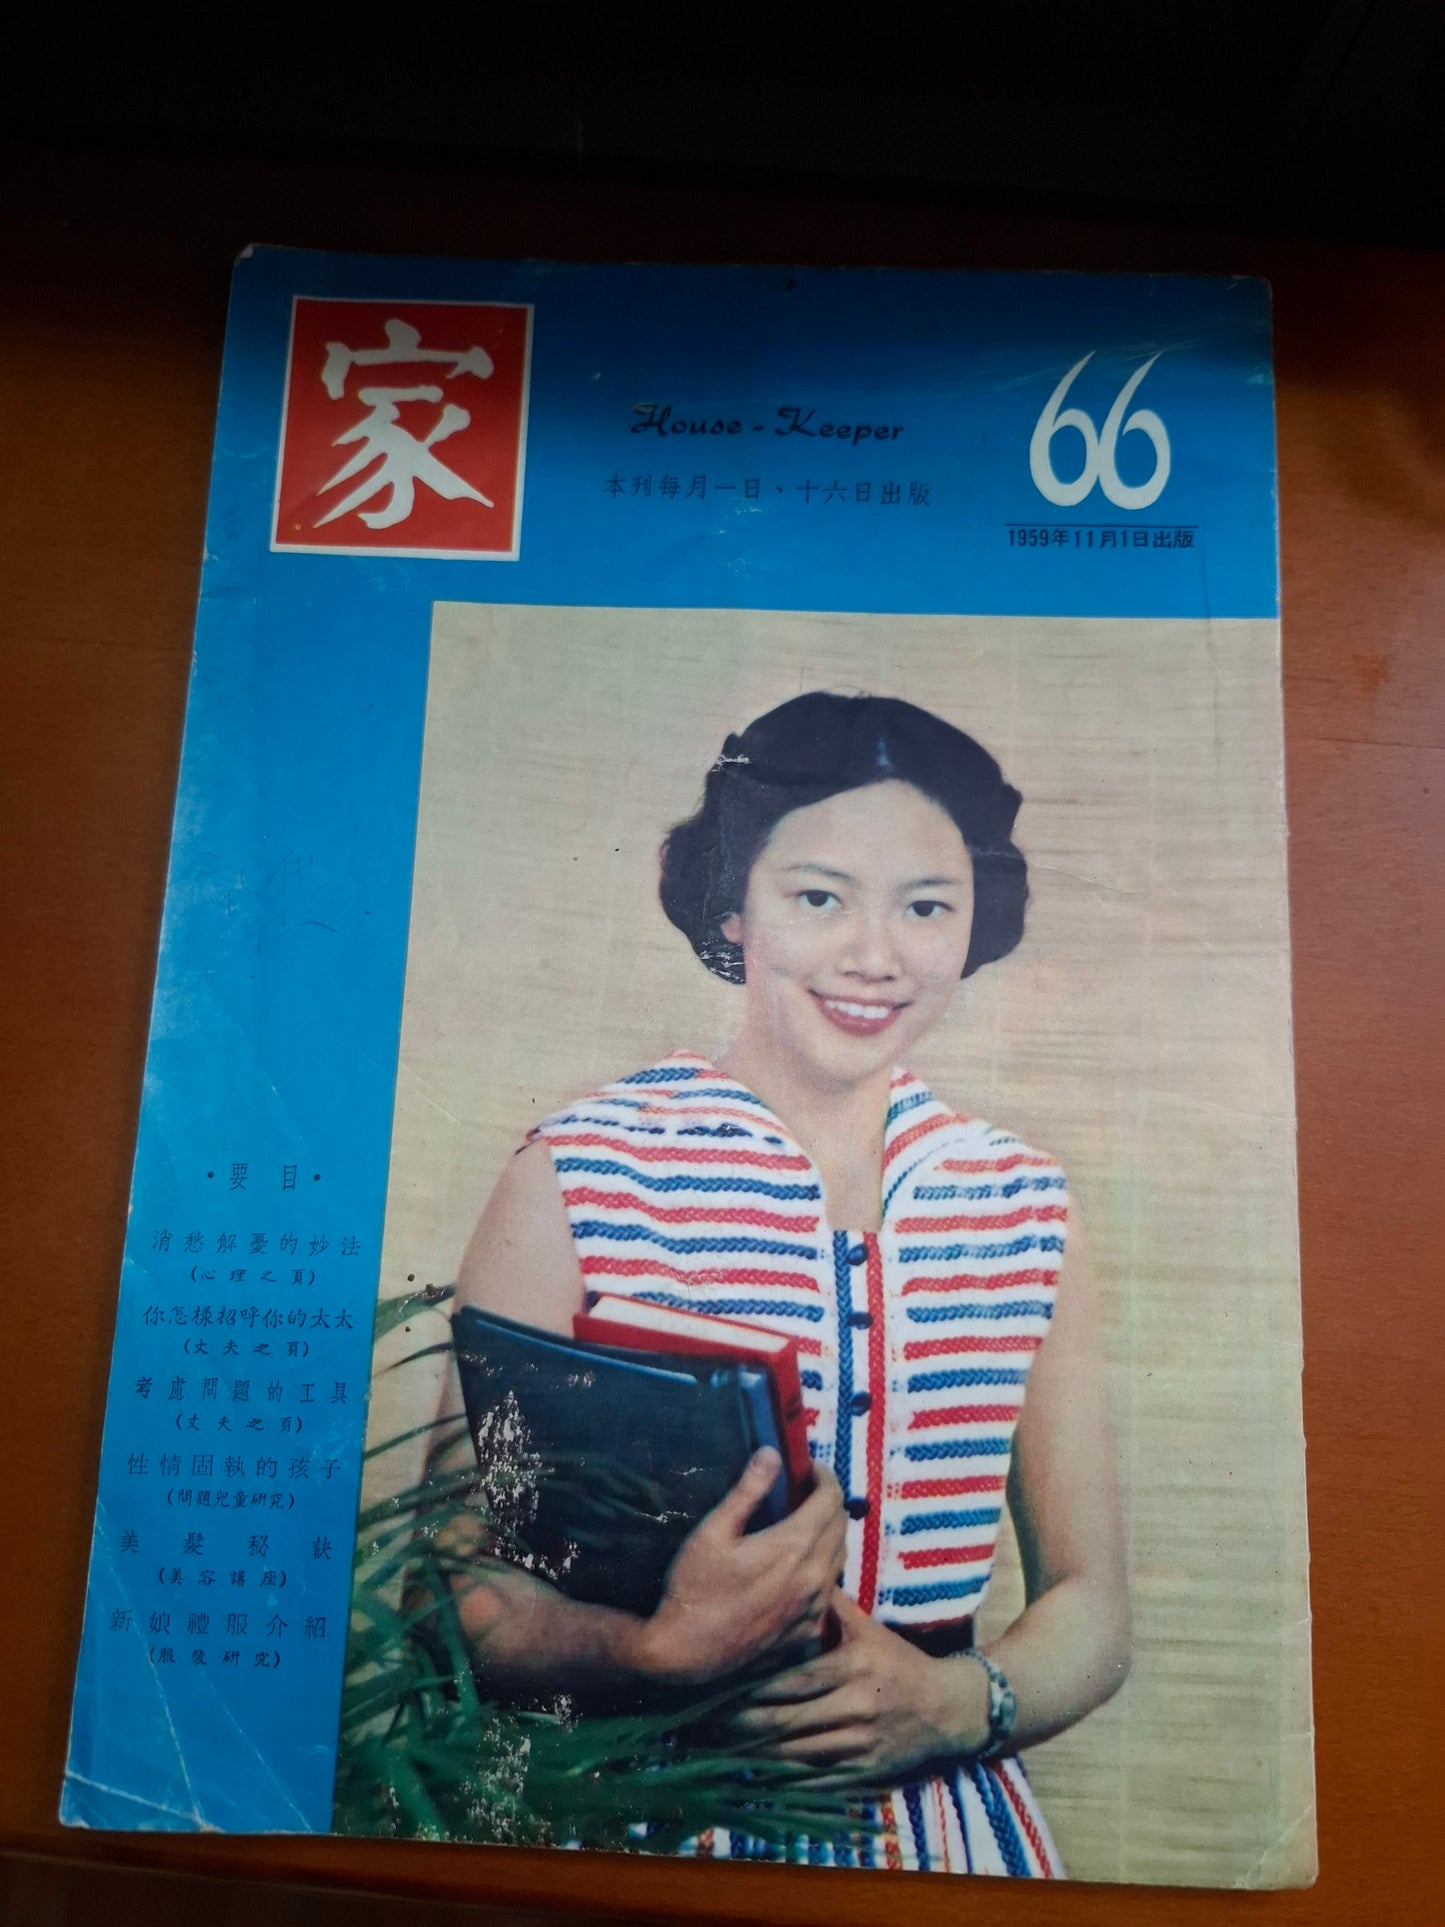 家
House - Keeper
本刊每月一日、十六日出版
66
1959年11月1日出版
·要目·
消愁解憂的妙法
(心理之頁)
你怎樣招呼你的太太
(丈夫之頁)
考慮問題的工具
(丈夫之頁)
性情固執的孩子
(問題兒童研究)
美髮秘訣
(美容講座)
新娘禮服介紹
(服裝研究)